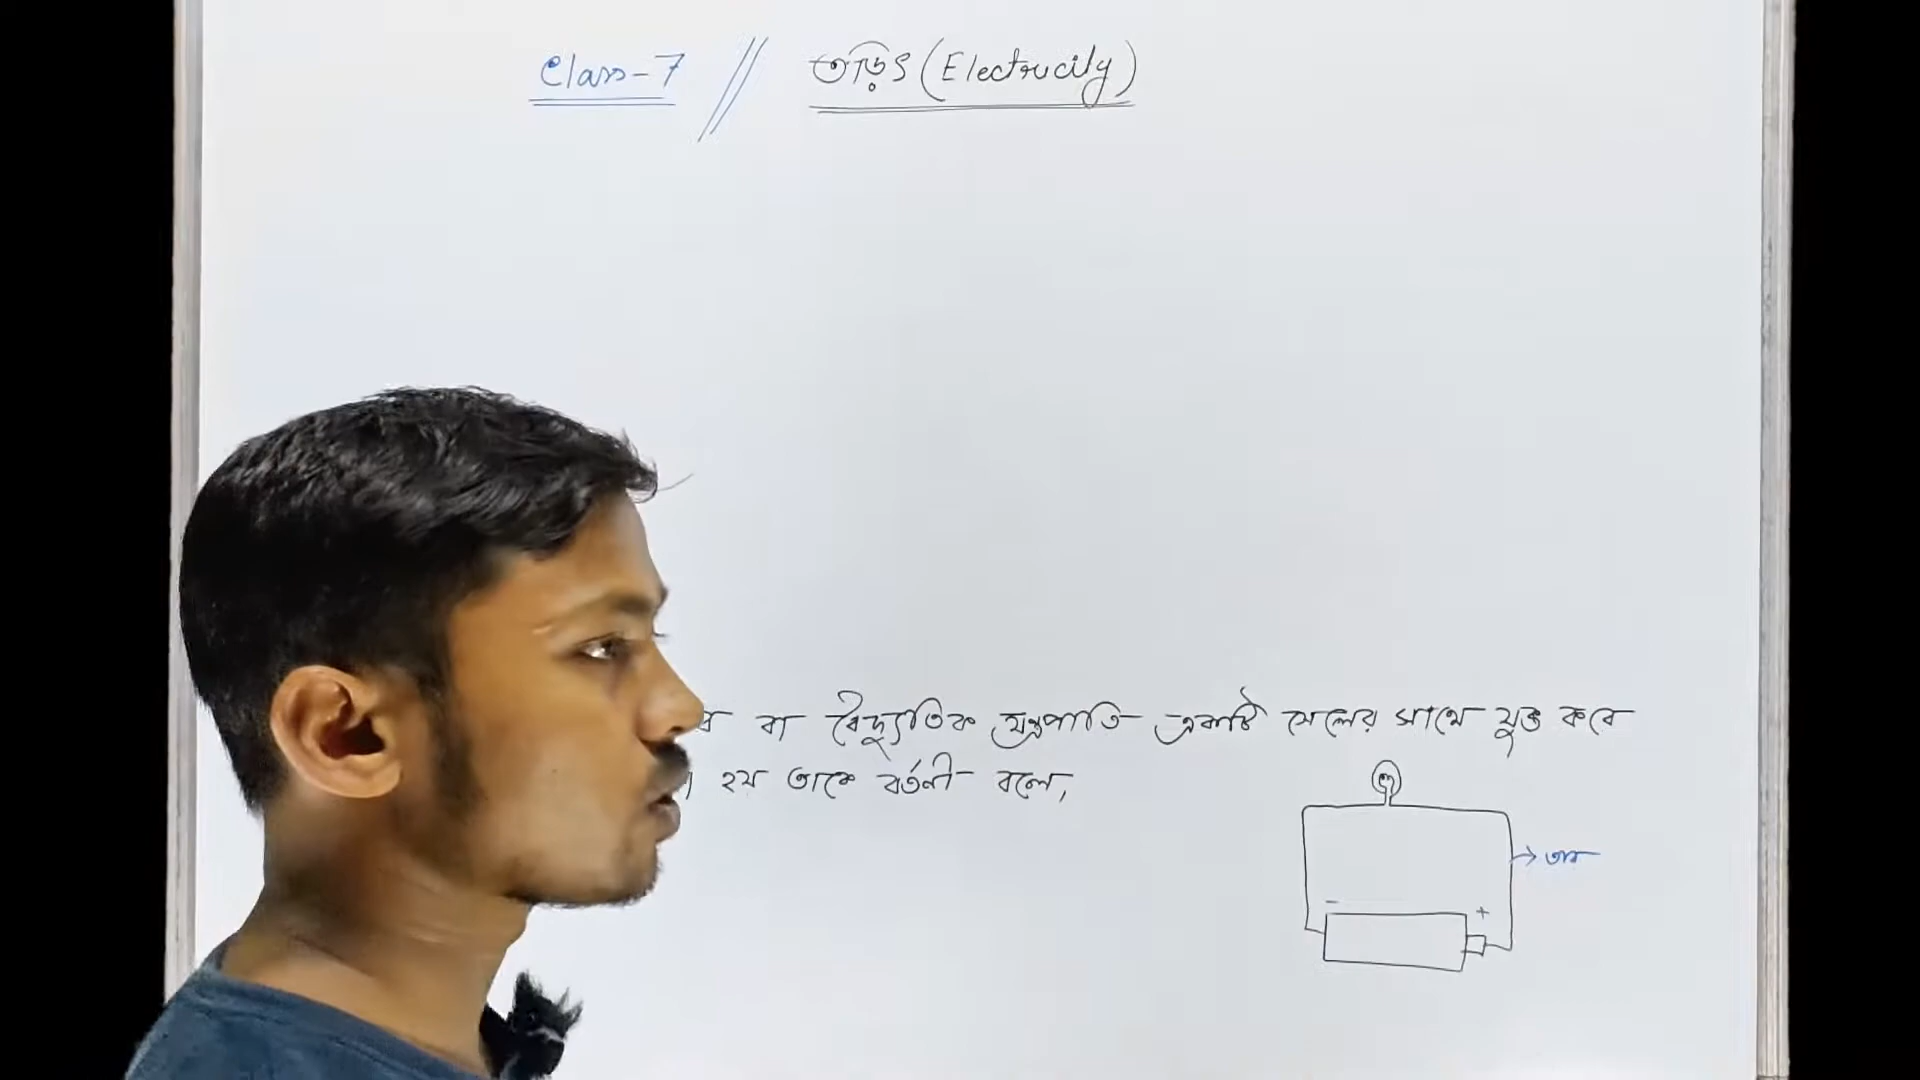 Class-7 // তড়িৎ (Electricity)
বা বৈদ্যুতিক যন্ত্রপাতি একটি সেলের সাথে যুক্ত করে
হয় তাকে বর্তনী বলে,
→ তার
- +